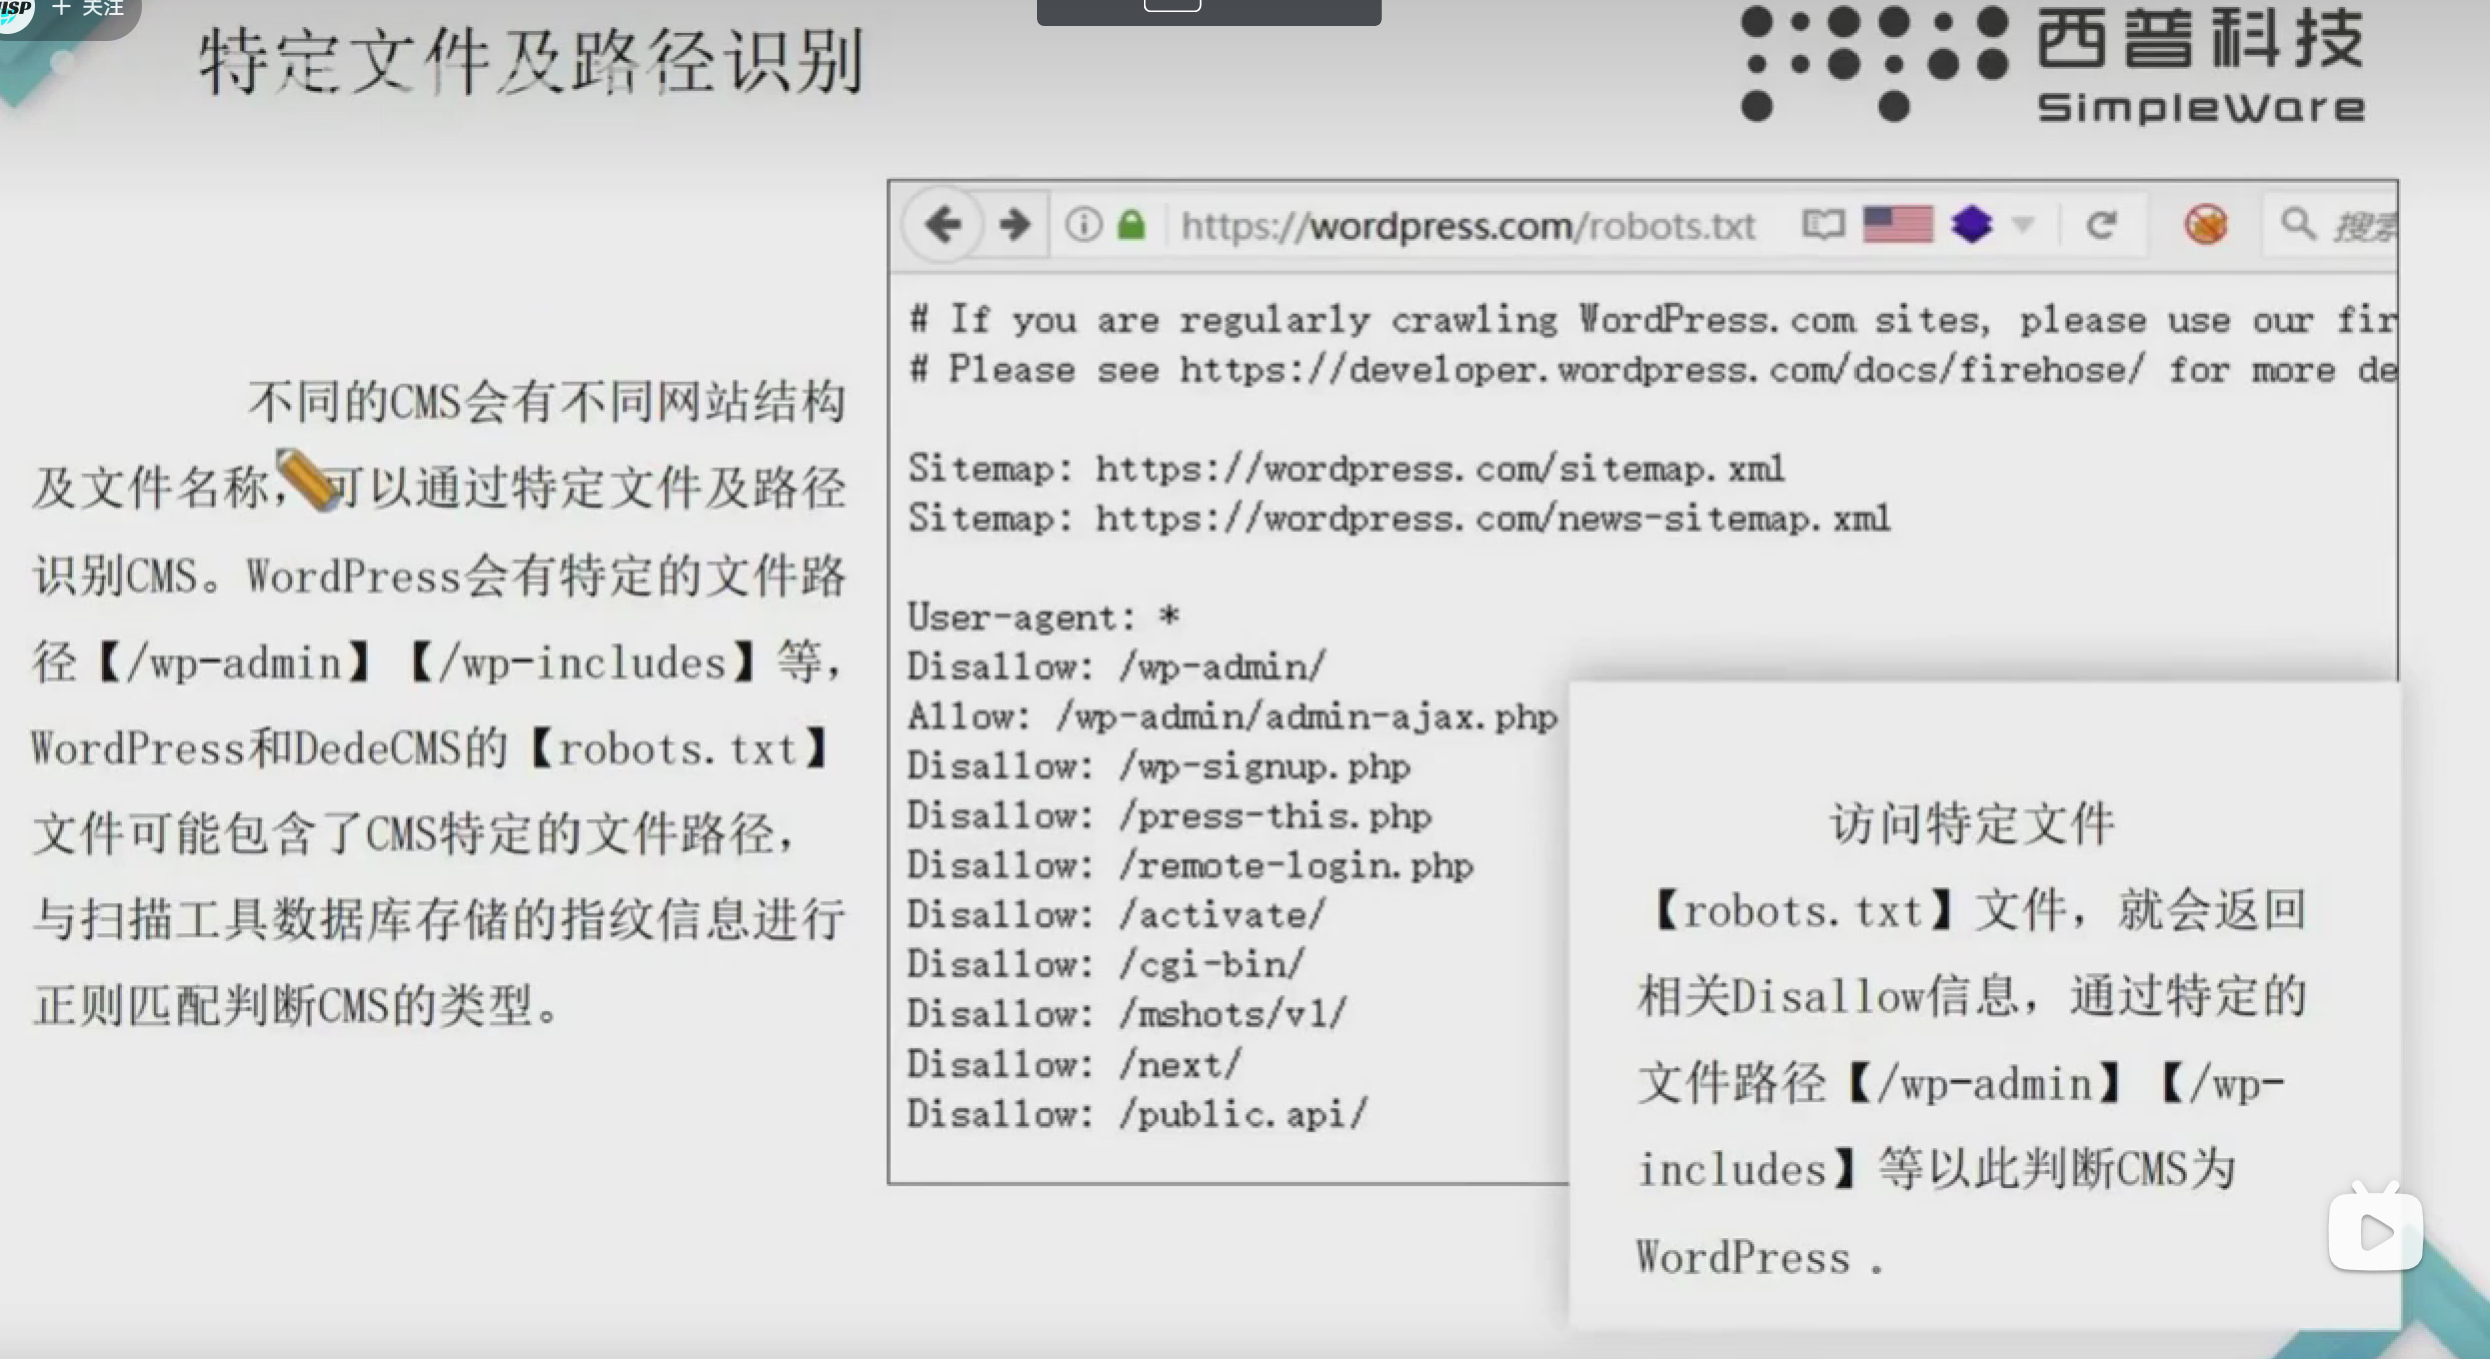 + 关注
特定文件及路径识别
西普科技
SimpleWare
不同的CMS会有不同网站结构
及文件名称，可以通过特定文件及路径
识别CMS。WordPress会有特定的文件路
径【/wp-admin】【/wp-includes】等，
WordPress和DedeCMS的【robots.txt】
文件可能包含了CMS特定的文件路径，
与扫描工具数据库存储的指纹信息进行
正则匹配判断CMS的类型。
https://wordpress.com/robots.txt
搜索
# If you are regularly crawling WordPress.com sites, please use our fir
# Please see https://developer.wordpress.com/docs/firehose/ for more de
Sitemap: https://wordpress.com/sitemap.xml
Sitemap: https://wordpress.com/news-sitemap.xml
User-agent: *
Disallow: /wp-admin/
Allow: /wp-admin/admin-ajax.php
Disallow: /wp-signup.php
Disallow: /press-this.php
Disallow: /remote-login.php
Disallow: /activate/
Disallow: /cgi-bin/
Disallow: /mshots/v1/
Disallow: /next/
Disallow: /public.api/
访问特定文件
【robots.txt】文件，就会返回
相关Disallow信息，通过特定的
文件路径【/wp-admin】【/wp-
includes】等以此判断CMS为
WordPress 。